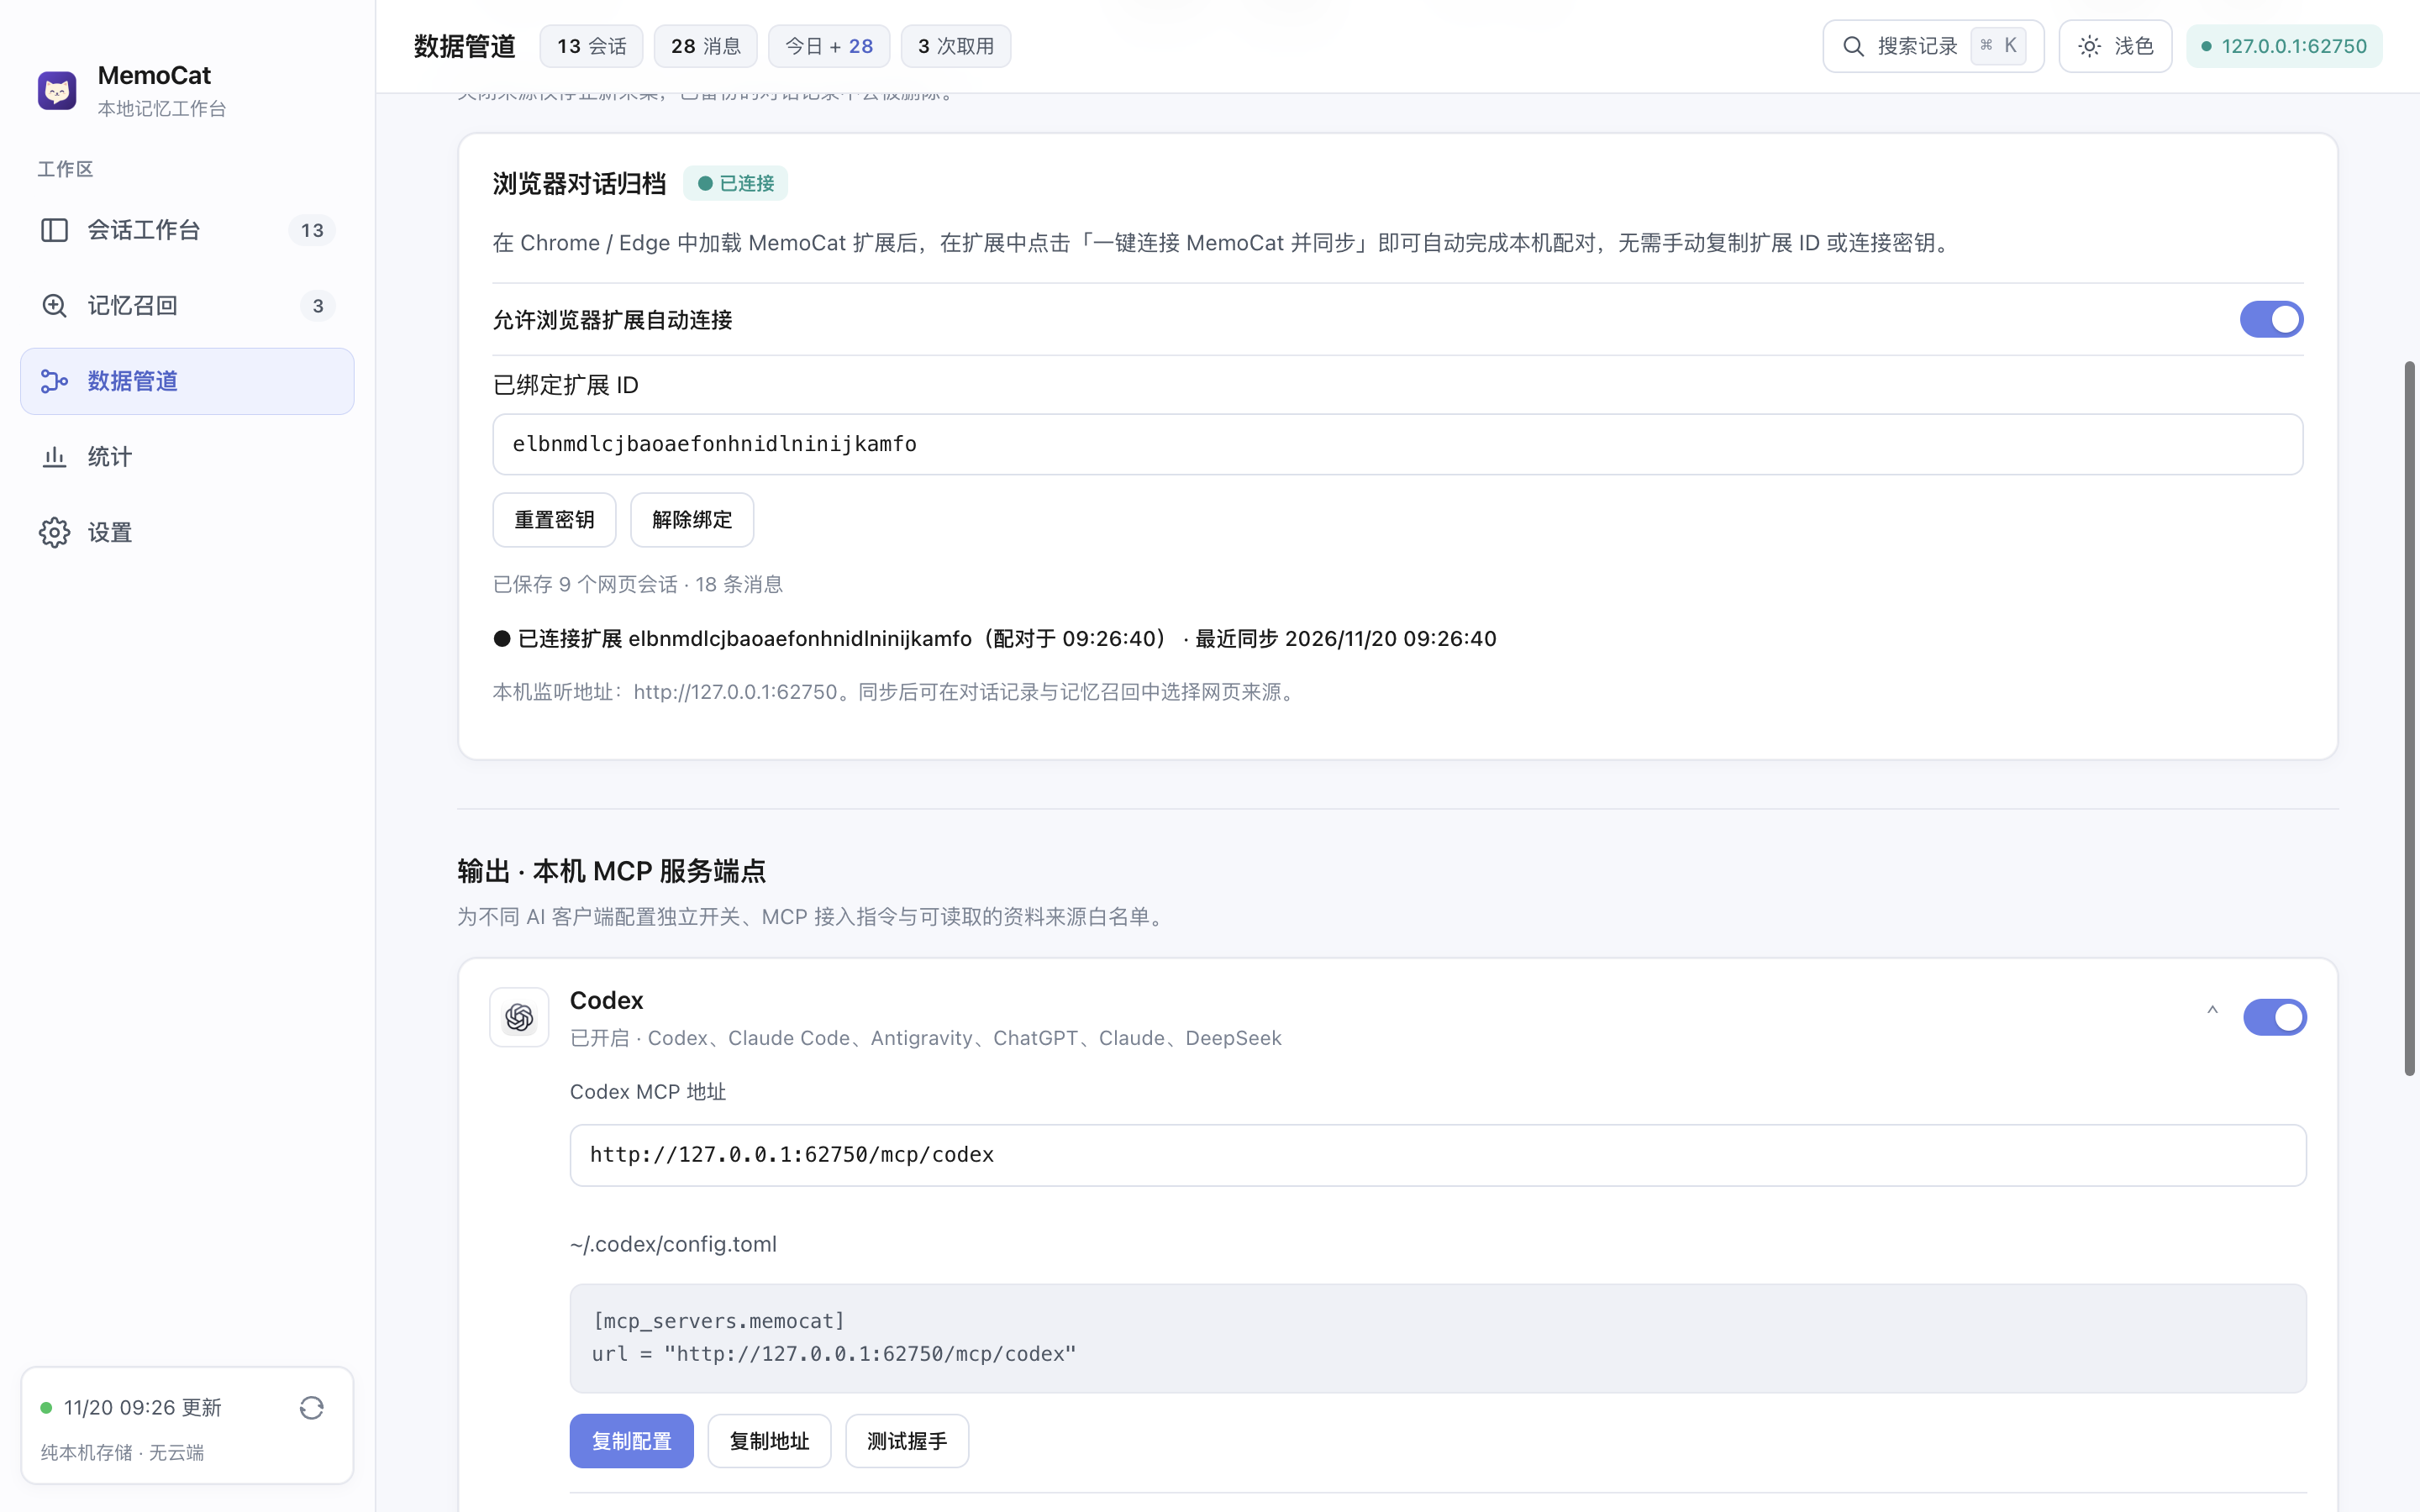 MemoCat
本地记忆工作台
工作区
会话工作台 13
记忆召回 3
数据管道
统计
设置
11/20 09:26 更新
纯本机存储 · 无云端
数据管道 13 会话 28 消息 今日 + 28 3 次取用 搜索记录 ⌘ K 浅色 127.0.0.1:62750
浏览器对话归档 已连接
在 Chrome / Edge 中加载 MemoCat 扩展后，在扩展中点击「一键连接 MemoCat 并同步」即可自动完成本机配对，无需手动复制扩展 ID 或连接密钥。
允许浏览器扩展自动连接
已绑定扩展 ID
elbnmdlcjbaoaefonhnidlninijkamfo
重置密钥 解除绑定
已保存 9 个网页会话 · 18 条消息
● 已连接扩展 elbnmdlcjbaoaefonhnidlninijkamfo（配对于 09:26:40） · 最近同步 2026/11/20 09:26:40
本机监听地址：http://127.0.0.1:62750。同步后可在对话记录与记忆召回中选择网页来源。
输出 · 本机 MCP 服务端点
为不同 AI 客户端配置独立开关、MCP 接入指令与可读取的资料来源白名单。
Codex
已开启 · Codex、Claude Code、Antigravity、ChatGPT、Claude、DeepSeek
Codex MCP 地址
http://127.0.0.1:62750/mcp/codex
~/.codex/config.toml
[mcp_servers.memocat]
url = "http://127.0.0.1:62750/mcp/codex"
复制配置 复制地址 测试握手